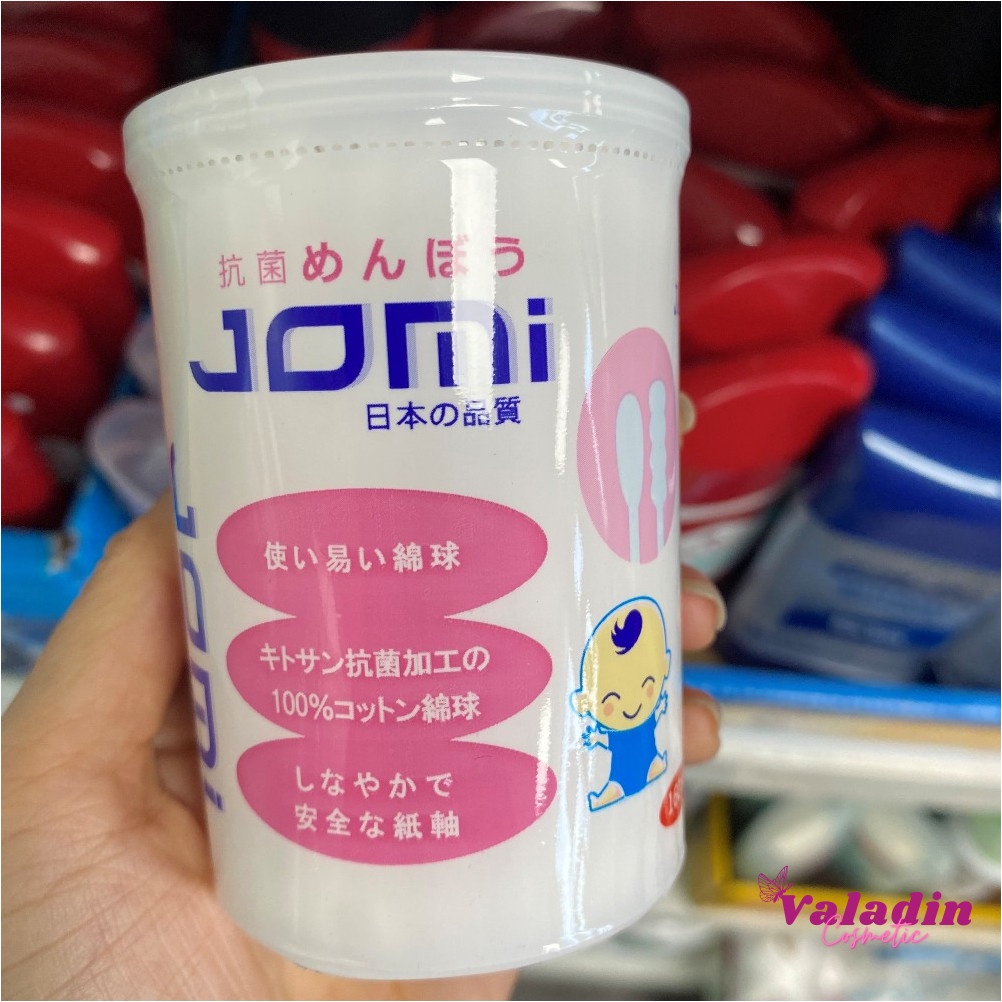 抗菌めんぼう
JOMI
日本の品質
使い易い綿球
キトサン抗菌加工の
100%コットン綿球
しなやかで
安全な紙軸
JOMI
Valadin
Cosmetic